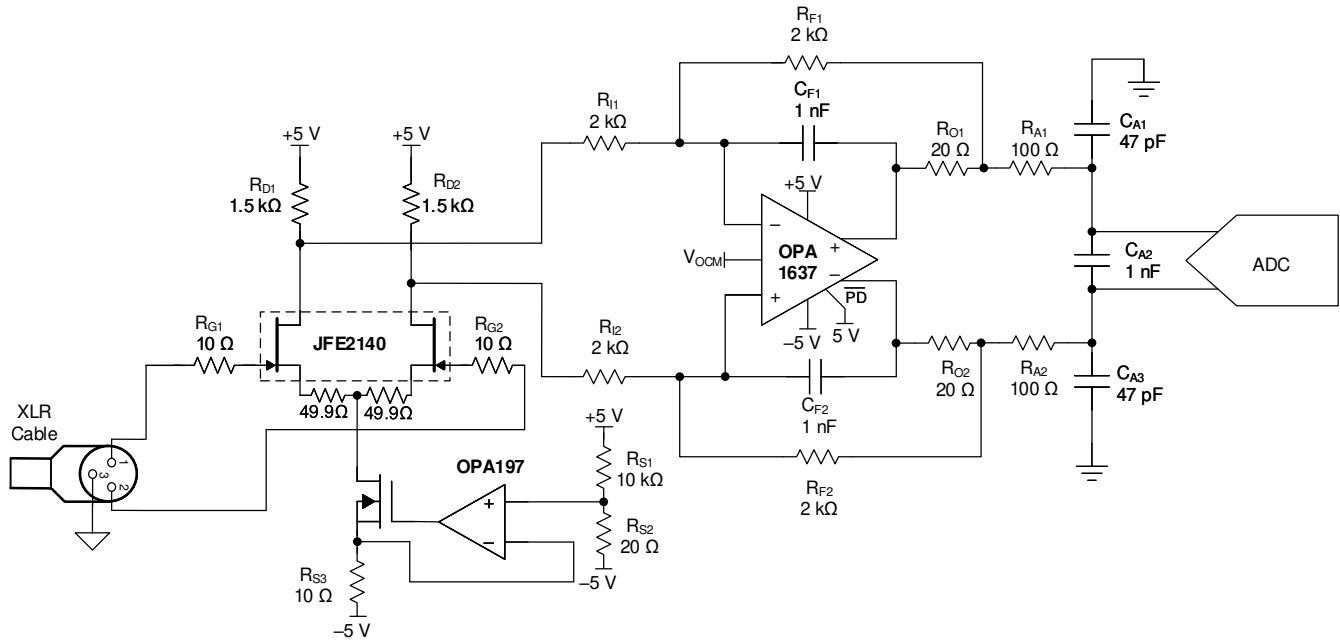 RF1
2 kΩ
CF1
1 nF
RI1
2 kΩ
+5 V
+5 V
RO1
20 Ω
RA1
100 Ω
CA1
47 pF
RD1
1.5 kΩ
RD2
1.5 kΩ
+5 V
−
+
OPA
1637
VOCM
+
−
PD
−5 V
5 V
CA2
1 nF
ADC
RG1
10 Ω
JFE2140
RG2
10 Ω
RI2
2 kΩ
49.9Ω
49.9Ω
CF2
1 nF
RO2
20 Ω
RA2
100 Ω
CA3
47 pF
XLR
Cable
1
3
2
+5 V
OPA197
RS1
10 kΩ
+
−
RS2
20 Ω
−5 V
RF2
2 kΩ
RS3
10 Ω
−5 V